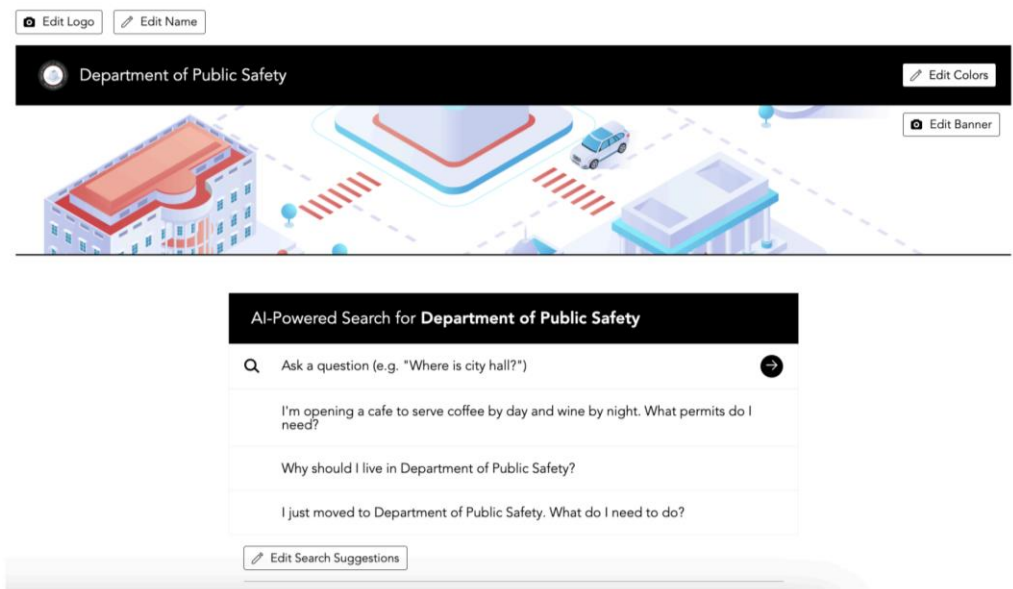 Edit Logo
Edit Name
Department of Public Safety
Edit Colors
Edit Banner
AI-Powered Search for Department of Public Safety
Ask a question (e.g. "Where is city hall?")
I'm opening a cafe to serve coffee by day and wine by night. What permits do I
need?
Why should I live in Department of Public Safety?
I just moved to Department of Public Safety. What do I need to do?
Edit Search Suggestions